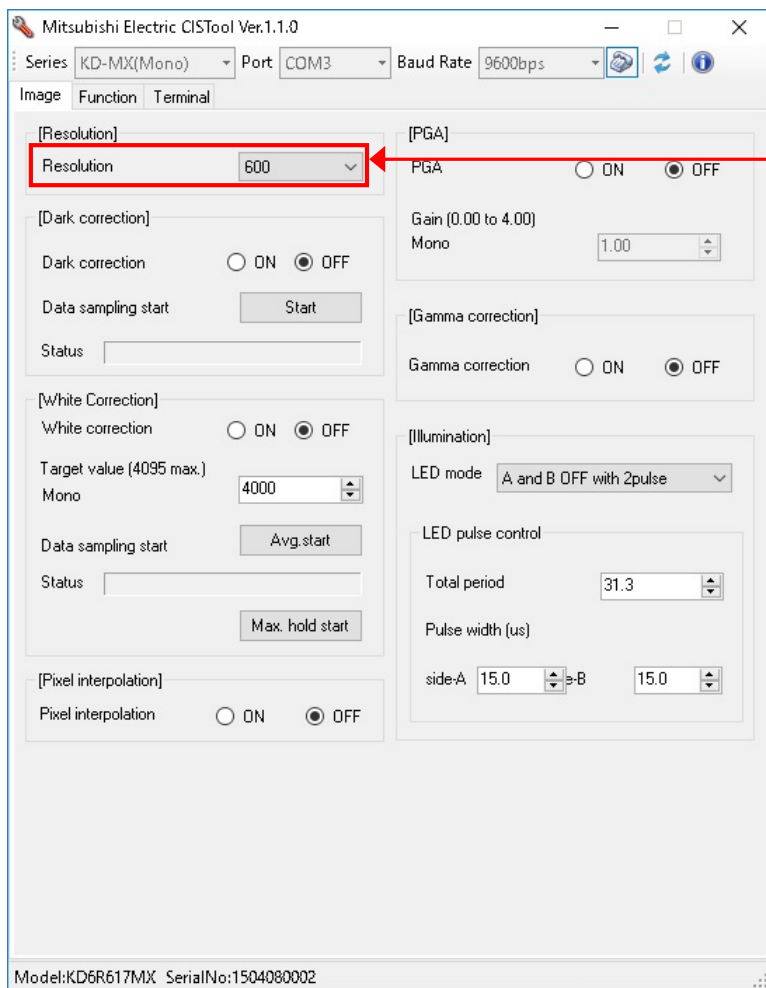 Mitsubishi Electric CISTool Ver.1.1.0
Series KD-MX(Mono) Port COM3 Baud Rate 9600bps
Image Function Terminal
[Resolution]
Resolution 600
[Dark correction]
Dark correction ON OFF
Data sampling start Start
Status
[White Correction]
White correction ON OFF
Target value (4095 max.)
Mono 4000
Data sampling start Avg.start
Status
Max. hold start
[Pixel interpolation]
Pixel interpolation ON OFF
[PGA]
PGA ON OFF
Gain (0.00 to 4.00)
Mono 1.00
[Gamma correction]
Gamma correction ON OFF
[Illumination]
LED mode A and B OFF with 2pulse
LED pulse control
Total period 31.3
Pulse width (us)
side-A 15.0 e-B 15.0
Model:KD6R617MX SerialNo:1504080002